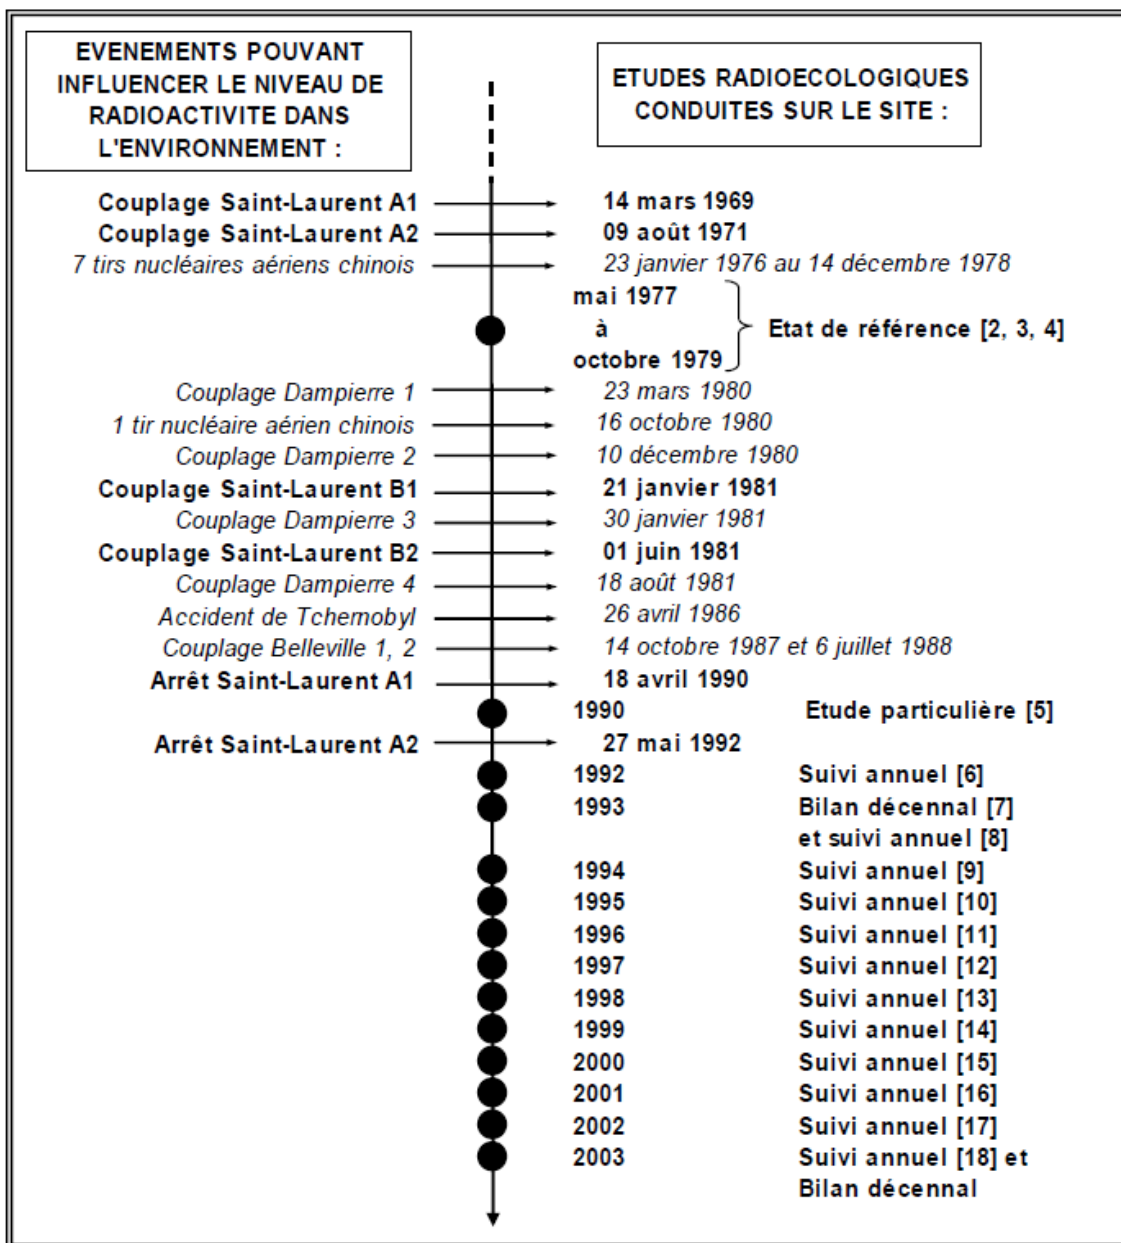 EVENEMENTS POUVANT
INFLUENCER LE NIVEAU DE
RADIOACTIVITE DANS
L'ENVIRONNEMENT :
ETUDES RADIOECOLOGIQUES
CONDUITES SUR LE SITE :
Couplage Saint-Laurent A1 14 mars 1969
Couplage Saint-Laurent A2 09 août 1971
7 tirs nucléaires aériens chinois 23 janvier 1976 au 14 décembre 1978
mai 1977
à Etat de référence [2, 3, 4]
octobre 1979
Couplage Dampierre 1 23 mars 1980
1 tir nucléaire aérien chinois 16 octobre 1980
Couplage Dampierre 2 10 décembre 1980
Couplage Saint-Laurent B1 21 janvier 1981
Couplage Dampierre 3 30 janvier 1981
Couplage Saint-Laurent B2 01 juin 1981
Couplage Dampierre 4 18 août 1981
Accident de Tchernobyl 26 avril 1986
Couplage Belleville 1, 2 14 octobre 1987 et 6 juillet 1988
Arrêt Saint-Laurent A1 18 avril 1990
1990 Etude particulière [5]
Arrêt Saint-Laurent A2 27 mai 1992
1992 Suivi annuel [6]
1993 Bilan décennal [7]
et suivi annuel [8]
1994 Suivi annuel [9]
1995 Suivi annuel [10]
1996 Suivi annuel [11]
1997 Suivi annuel [12]
1998 Suivi annuel [13]
1999 Suivi annuel [14]
2000 Suivi annuel [15]
2001 Suivi annuel [16]
2002 Suivi annuel [17]
2003 Suivi annuel [18] et
Bilan décennal